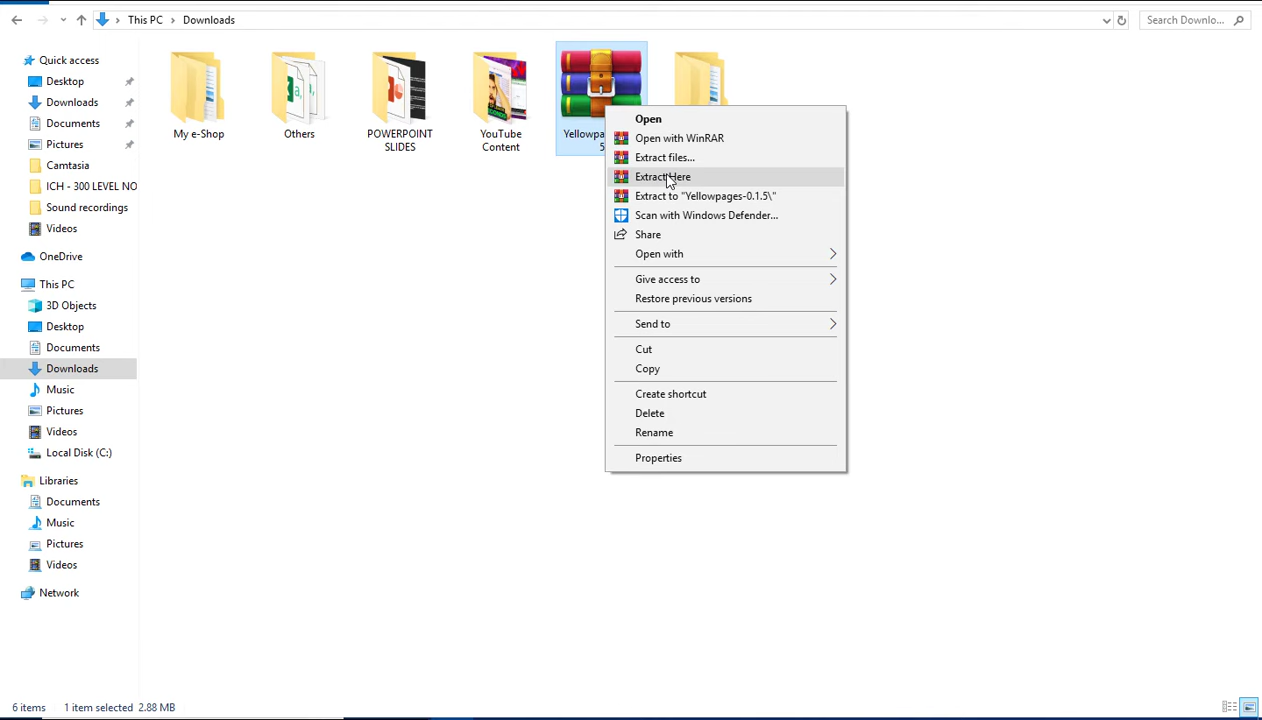 This PC > Downloads
Search Downlo...
Quick access
Desktop
Downloads
Documents
Pictures
Camtasia
ICH - 300 LEVEL NO
Sound recordings
Videos
OneDrive
This PC
3D Objects
Desktop
Documents
Downloads
Music
Pictures
Videos
Local Disk (C:)
Libraries
Documents
Music
Pictures
Videos
Network
My e-Shop
Others
POWERPOINT
SLIDES
YouTube
Content
Yellowpa
5
Open
Open with WinRAR
Extract files...
Extract Here
Extract to "Yellowpages-0.1.5\"
Scan with Windows Defender...
Share
Open with
Give access to
Restore previous versions
Send to
Cut
Copy
Create shortcut
Delete
Rename
Properties
6 items 1 item selected 2.88 MB